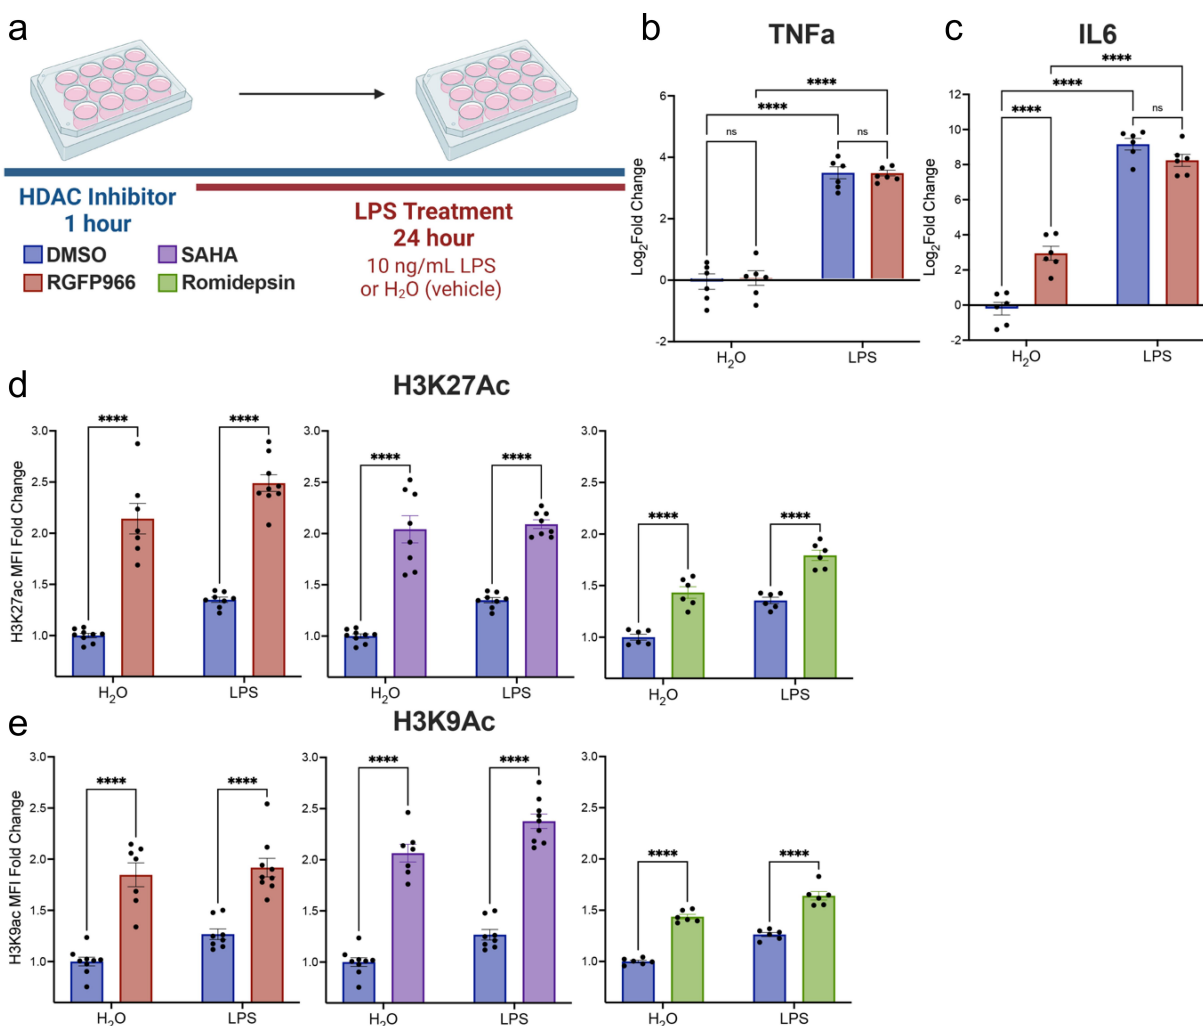 a
HDAC Inhibitor
1 hour
LPS Treatment
24 hour
10 ng/mL LPS
or H₂O (vehicle)
DMSO
SAHA
RGFP966
Romidepsin
b
TNFa
Log₂Fold Change
6
4
2
0
-2
ns
****
****
ns
H₂O
LPS
c
IL6
Log₂Fold Change
12
10
8
6
4
2
0
-2
****
****
****
ns
H₂O
LPS
d
H3K27Ac
H3K27ac MFI Fold Change
3.0
2.5
2.0
1.5
1.0
****
****
H₂O
LPS
3.0
2.5
2.0
1.5
1.0
****
****
H₂O
LPS
3.0
2.5
2.0
1.5
1.0
****
****
H₂O
LPS
e
H3K9Ac
H3K9ac MFI Fold Change
3.0
2.5
2.0
1.5
1.0
****
****
H₂O
LPS
3.0
2.5
2.0
1.5
1.0
****
****
H₂O
LPS
3.0
2.5
2.0
1.5
1.0
****
****
H₂O
LPS